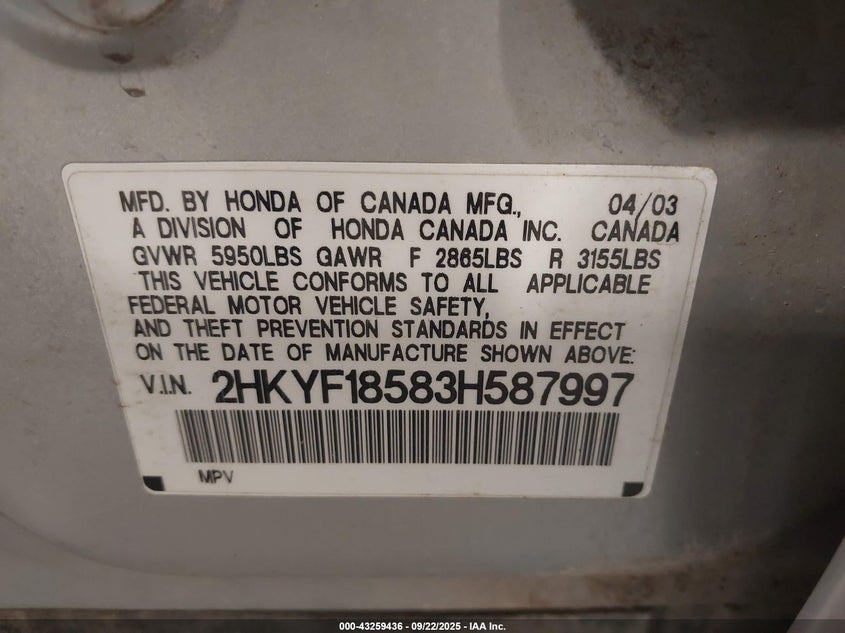 MFD. BY HONDA OF CANADA MFG., 04/03
A DIVISION OF HONDA CANADA INC. CANADA
GVWR 5950LBS GAWR F 2865LBS R 3155LBS
THIS VEHICLE CONFORMS TO ALL APPLICABLE
FEDERAL MOTOR VEHICLE SAFETY,
AND THEFT PREVENTION STANDARDS IN EFFECT
ON THE DATE OF MANUFACTURE SHOWN ABOVE:
V.I.N. 2HKYF18583H587997
MPV
000-43259436 - 09/22/2025 - IAA Inc.